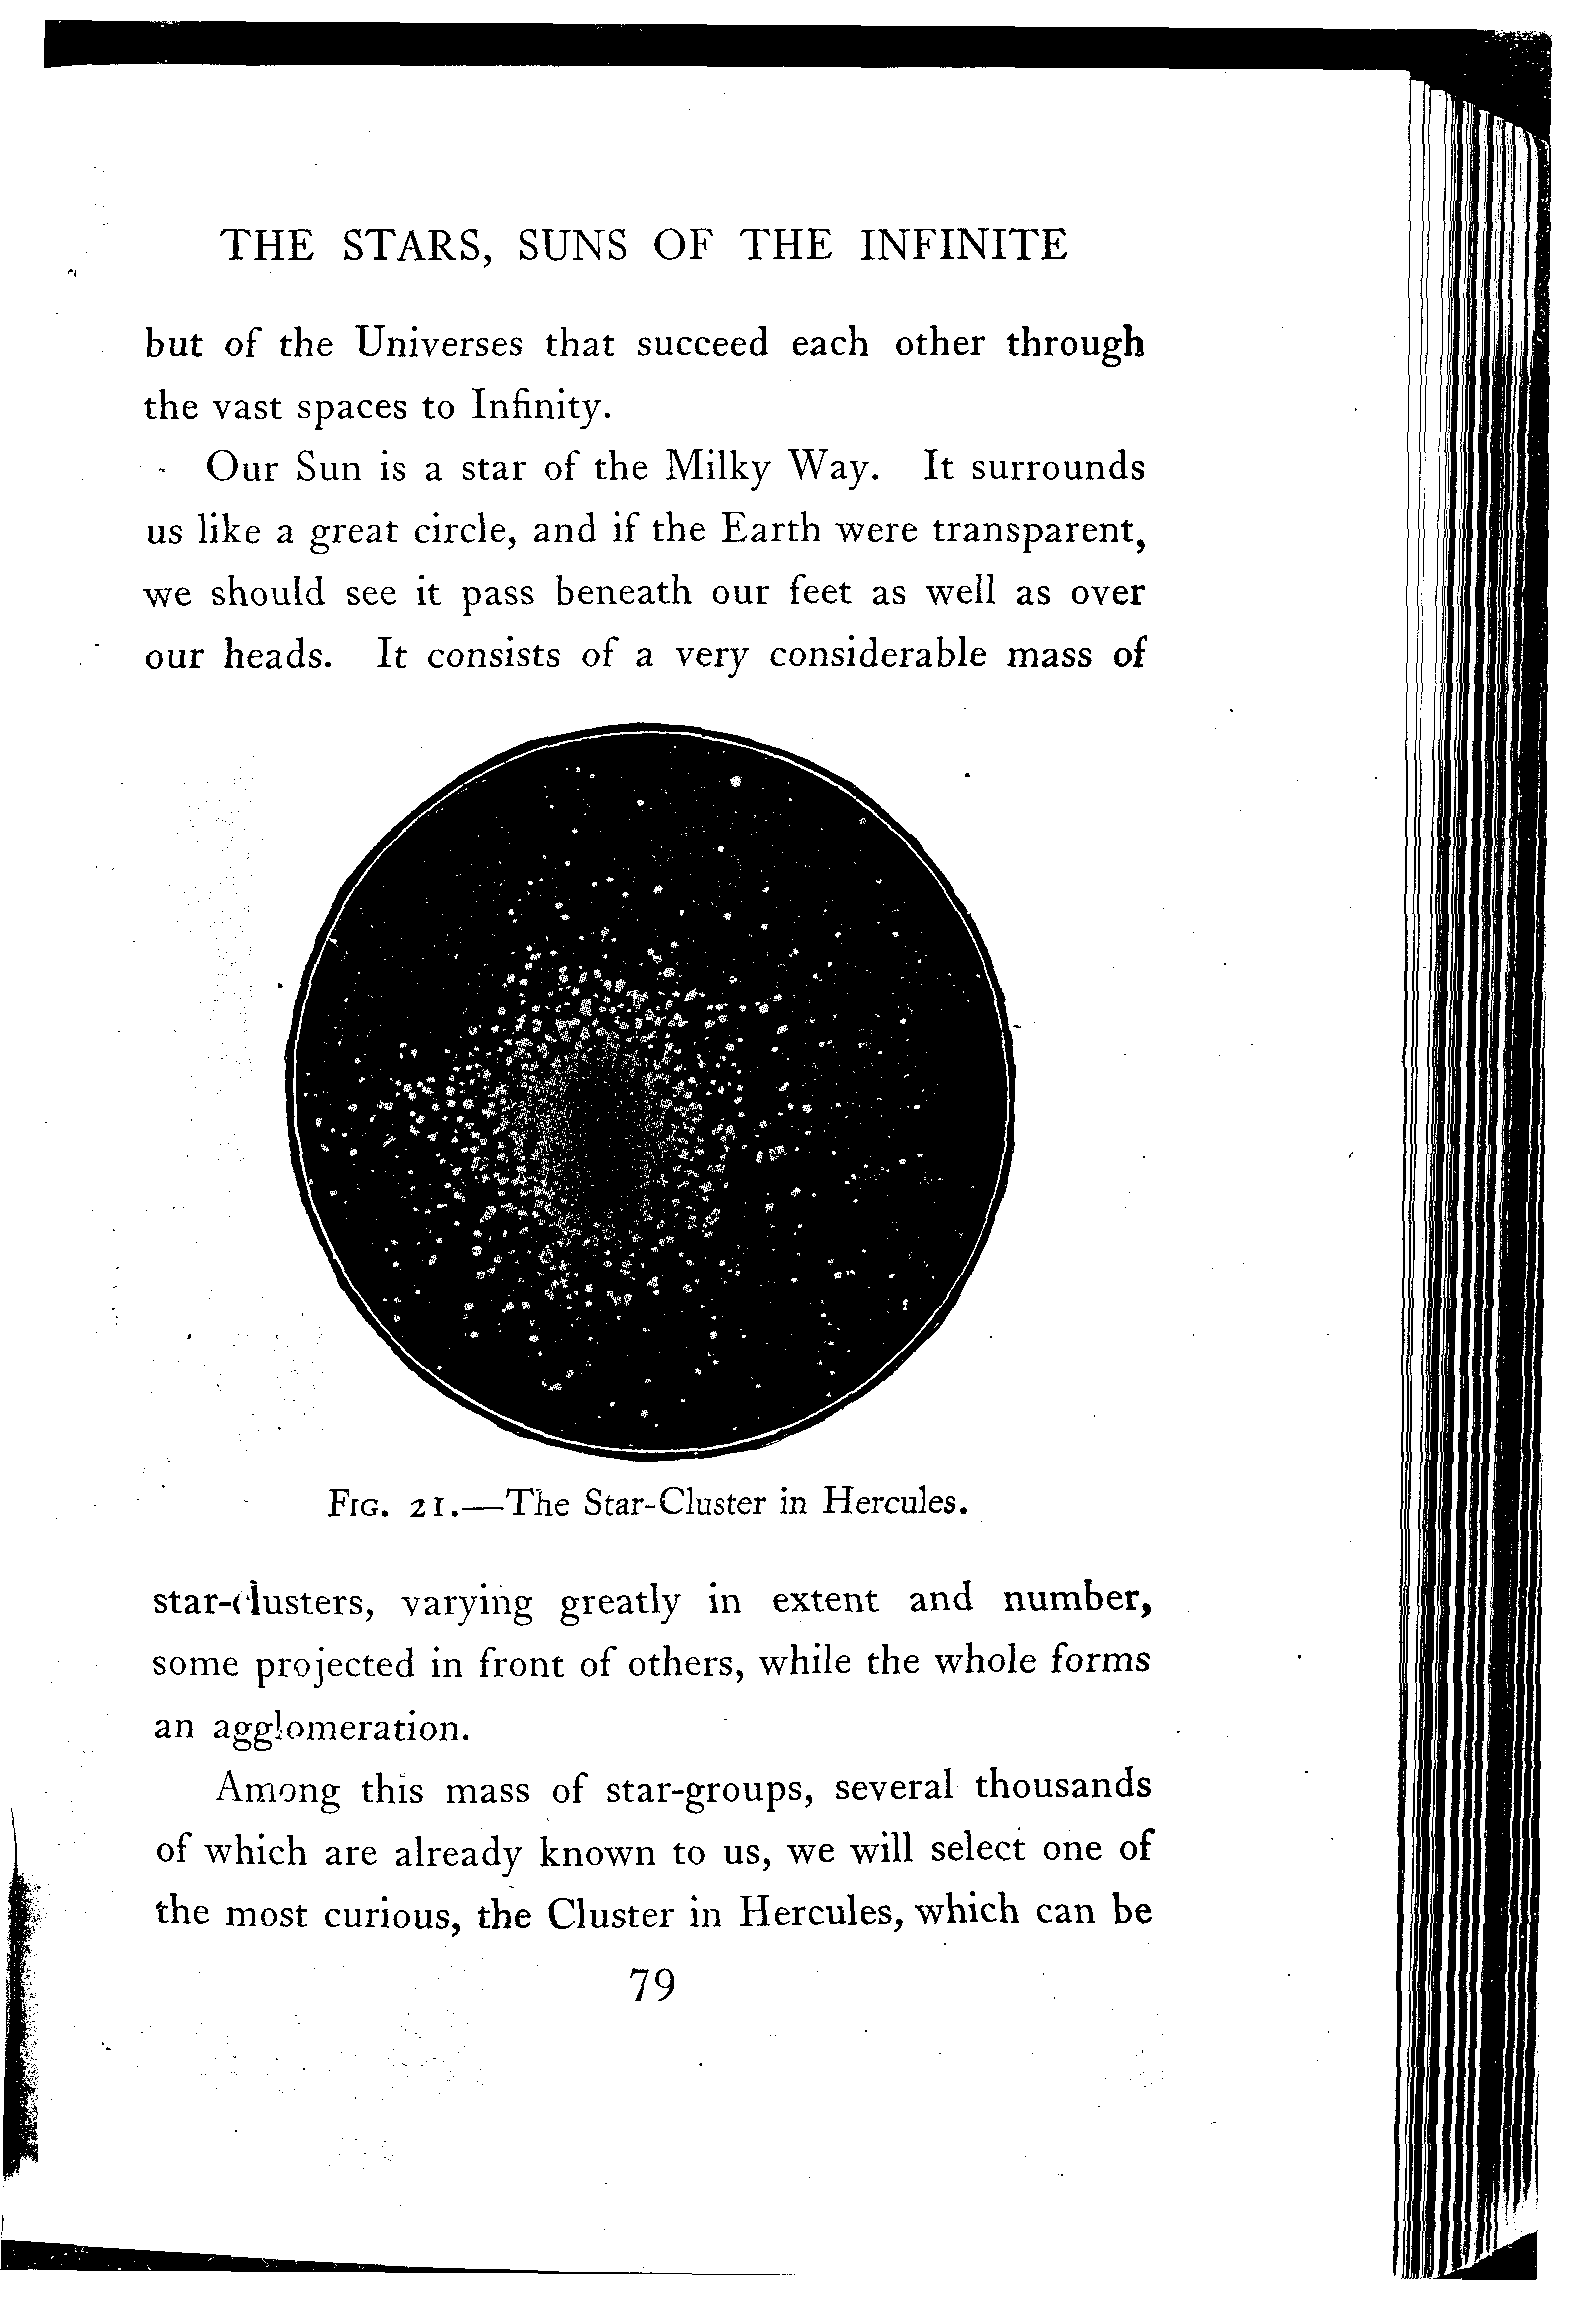 THE STARS, SUNS OF THE INFINITE
but of the Universes that succeed each other through
the vast spaces to Infinity.
Our Sun is a star of the Milky Way. It surrounds
us like a great circle, and if the Earth were transparent,
we should see it pass beneath our feet as well as over
our heads. It consists of a very considerable mass of
FIG. 21.—The Star-Cluster in Hercules.
star-clusters, varying greatly in extent and number,
some projected in front of others, while the whole forms
an agglomeration.
Among this mass of star-groups, several thousands
of which are already known to us, we will select one of
the most curious, the Cluster in Hercules, which can be
79